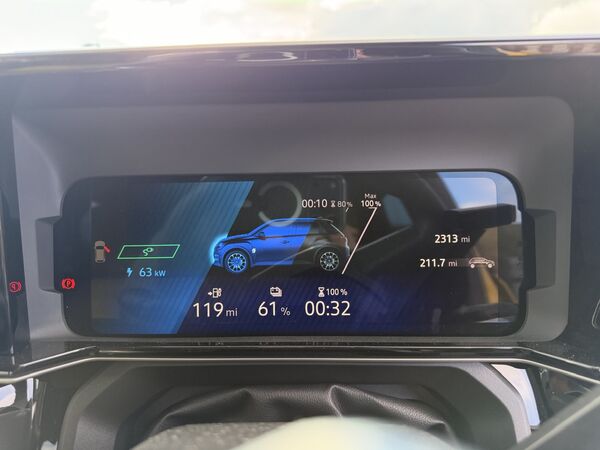 Max
00:10 80% 100%
2313 mi
211.7 mi
63 kW
100%
119 mi 61% 00:32
P